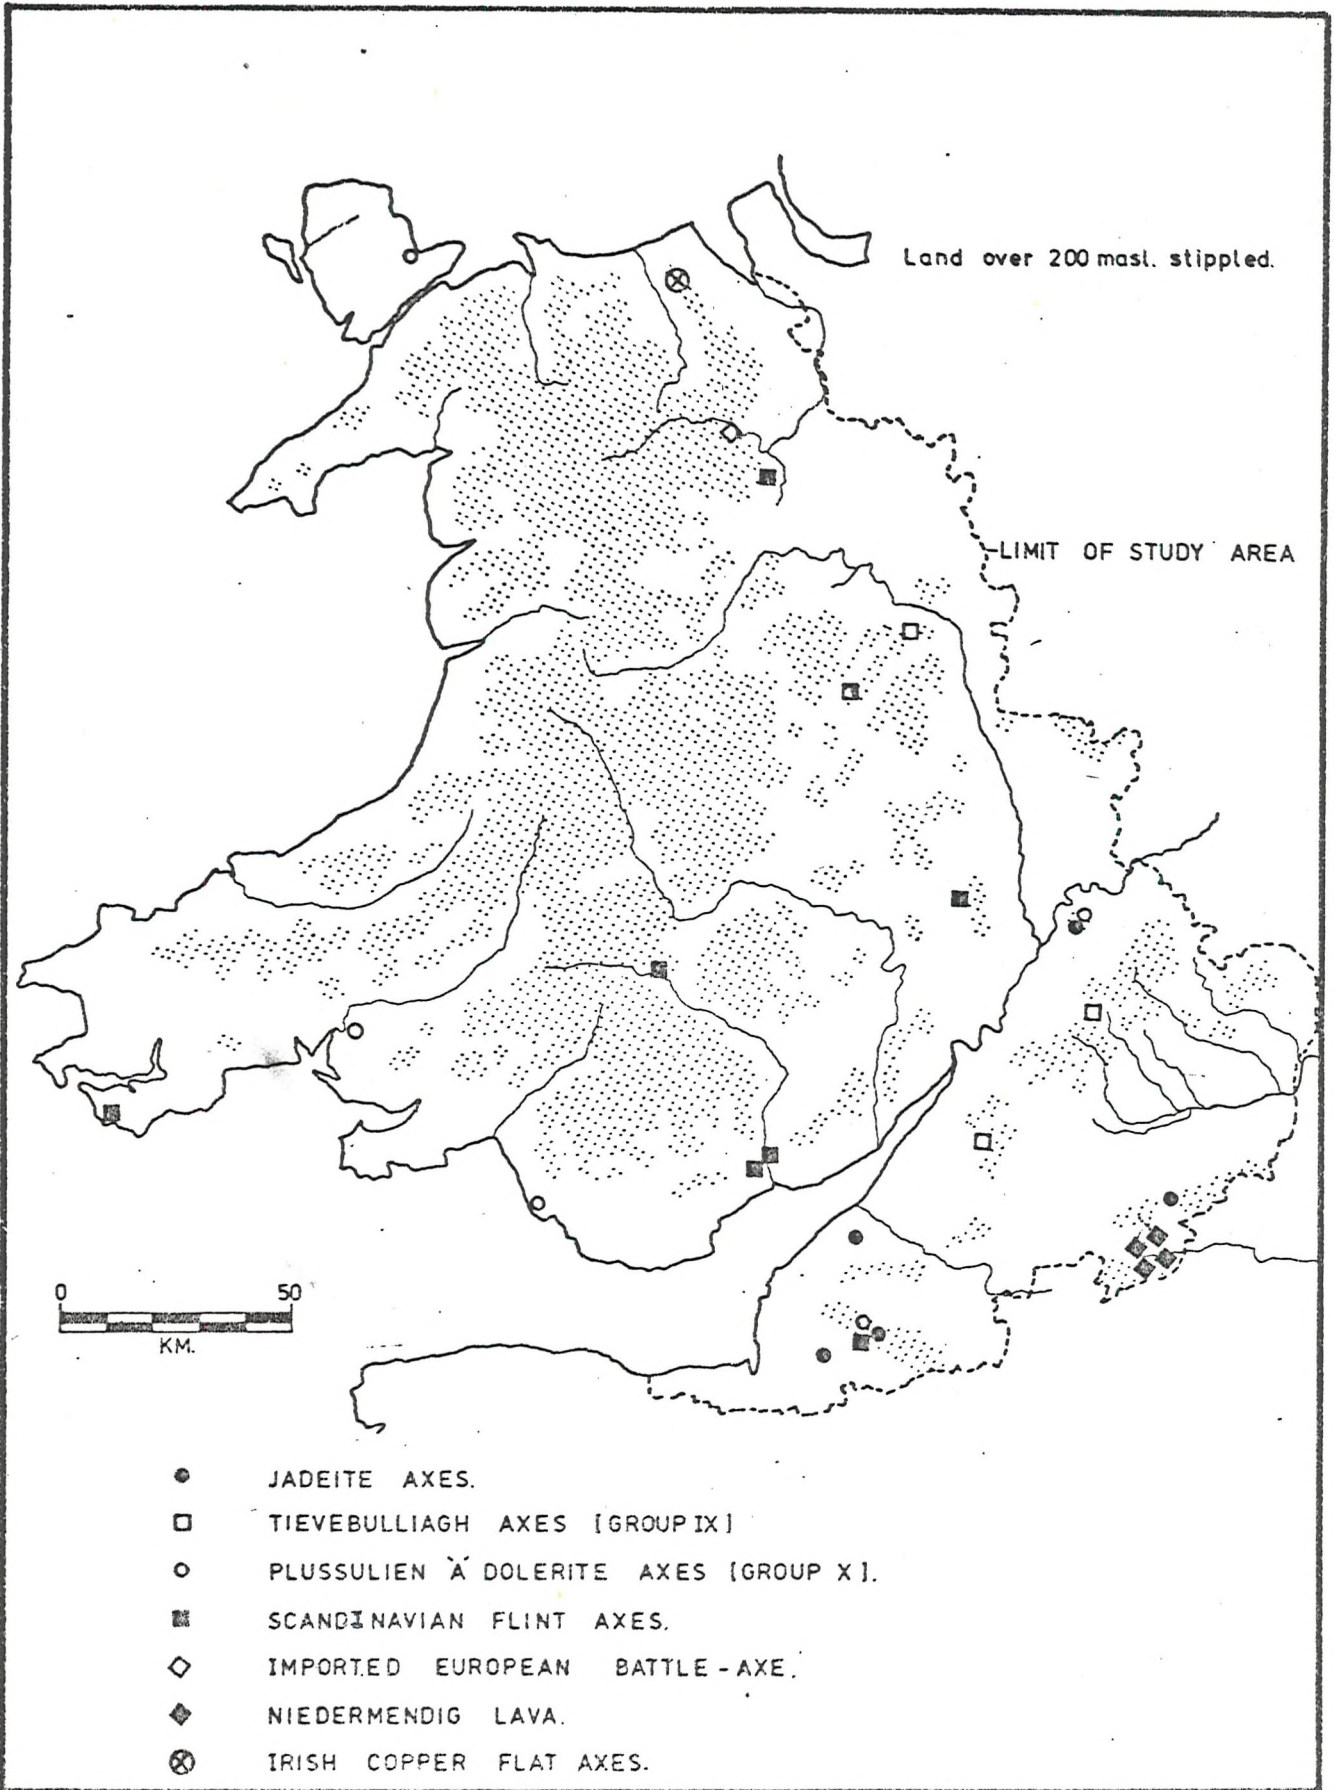 Land over 200 masl. stippled.
LIMIT OF STUDY AREA
0 50
KM.
JADEITE AXES.
TIEVEBULLIAGH AXES [GROUP IX]
PLUSSULIEN 'A' DOLERITE AXES [GROUP X].
SCANDINAVIAN FLINT AXES.
IMPORTED EUROPEAN BATTLE-AXE.
NIEDERMENDIG LAVA.
IRISH COPPER FLAT AXES.